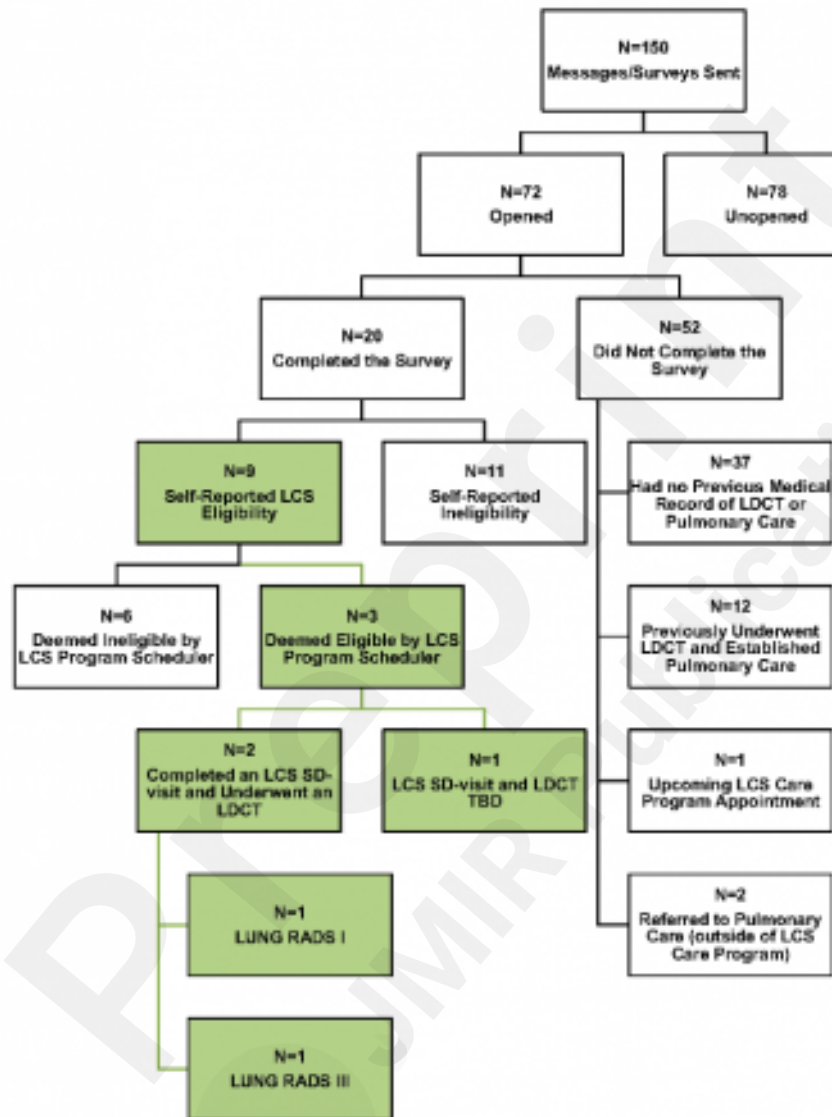 N=150
Messages/Surveys Sent
N=72
Opened
N=78
Unopened
N=20
Completed the Survey
N=52
Did Not Complete the
Survey
N=9
Self-Reported LCS
Eligibility
N=11
Self-Reported
Ineligibility
N=37
Had no Previous Medical
Record of LDCT or
Pulmonary Care
N=6
Deemed Ineligible by
LCS Program Scheduler
N=3
Deemed Eligible by LCS
Program Scheduler
N=12
Previously Underwent
LDCT and Established
Pulmonary Care
N=2
Completed an LCS SD-
visit and Underwent an
LDCT
N=1
LCS SD-visit and LDCT
TBD
N=1
Upcoming LCS Care
Program Appointment
N=1
LUNG RADS I
N=2
Referred to Pulmonary
Care (outside of LCS
Care Program)
N=1
LUNG RADS III
Preprint
JMIR